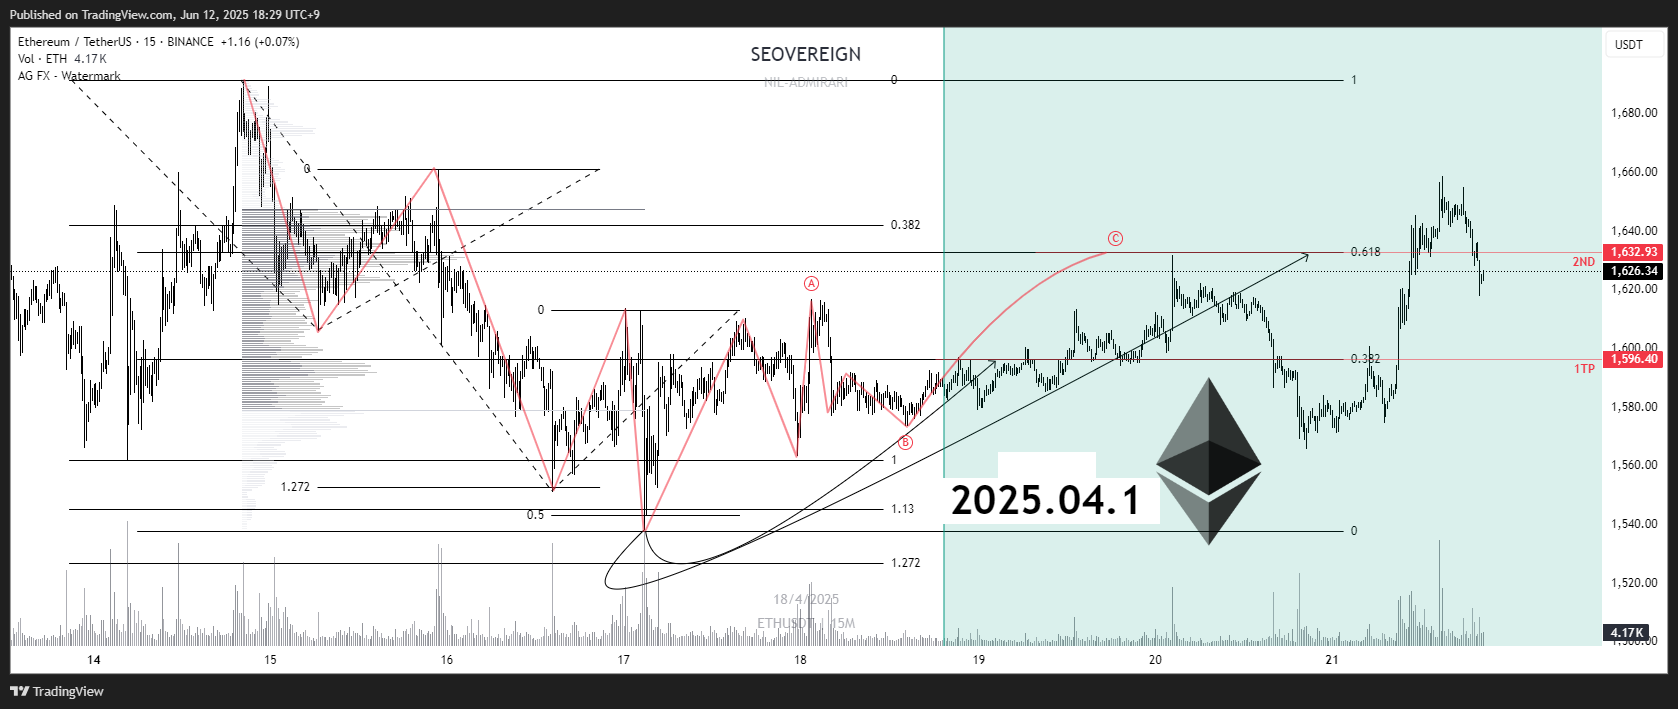 Published on TradingView.com, Jun 12, 2025 18:29 UTC+9
Ethereum / TetherUS · 15 · BINANCE +1.16 (+0.07%)
Vol · ETH 4.17 K
AG FX - Watermark
SEOVEREIGN
NIL-ADMIRARI
USDT
0
1
1,680.00
0
1,660.00
0.382
1,640.00
C
0.618
1,632.93
2ND
1,626.34
1,620.00
A
0
1,600.00
0.382
1,596.40
1TP
1,580.00
B
1
1,560.00
1.272
2025.04.1
1.13
0.5
1,540.00
0
1.272
1,520.00
18/4/2025
ETHUSDT 15M
4.17 K
1,500.00
14
15
16
17
18
19
20
21
TradingView